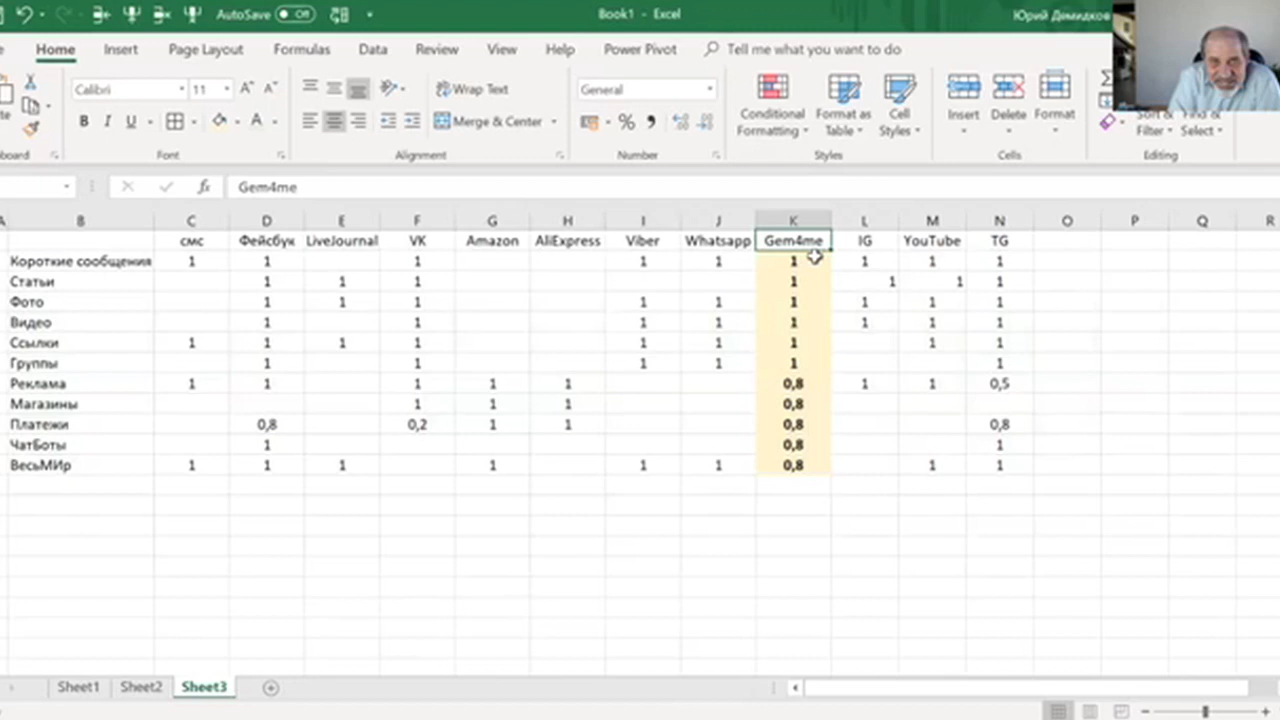 AutoSave Off Book1 - Excel Юрий Демидков
Home Insert Page Layout Formulas Data Review View Help Power Pivot Tell me what you want to do
Calibri 11 Wrap Text General
B I U Merge & Center % Conditional Formatting Format as Table Cell Styles Insert Delete Format Filter Select
Font Alignment Number Styles Cells Editing
fx Gem4me
B C D E F G H I J K L M N O P Q R
смс Фейсбук LiveJournal VK Amazon AliExpress Viber Whatsapp Gem4me IG YouTube TG
Короткие сообщения 1 1 1 1 1 1 1 1 1
Статьи 1 1 1 1 1 1 1
Фото 1 1 1 1 1 1 1 1 1
Видео 1 1 1 1 1 1 1 1
Ссылки 1 1 1 1 1 1 1 1 1
Группы 1 1 1 1 1 1
Реклама 1 1 1 1 1 0,8 1 1 0,5
Магазины 1 1 1 0,8
Платежи 0,8 0,2 1 1 0,8 0,8
ЧатБоты 1 0,8 1
ВесьМИр 1 1 1 1 1 1 0,8 1 1
Sheet1 Sheet2 Sheet3